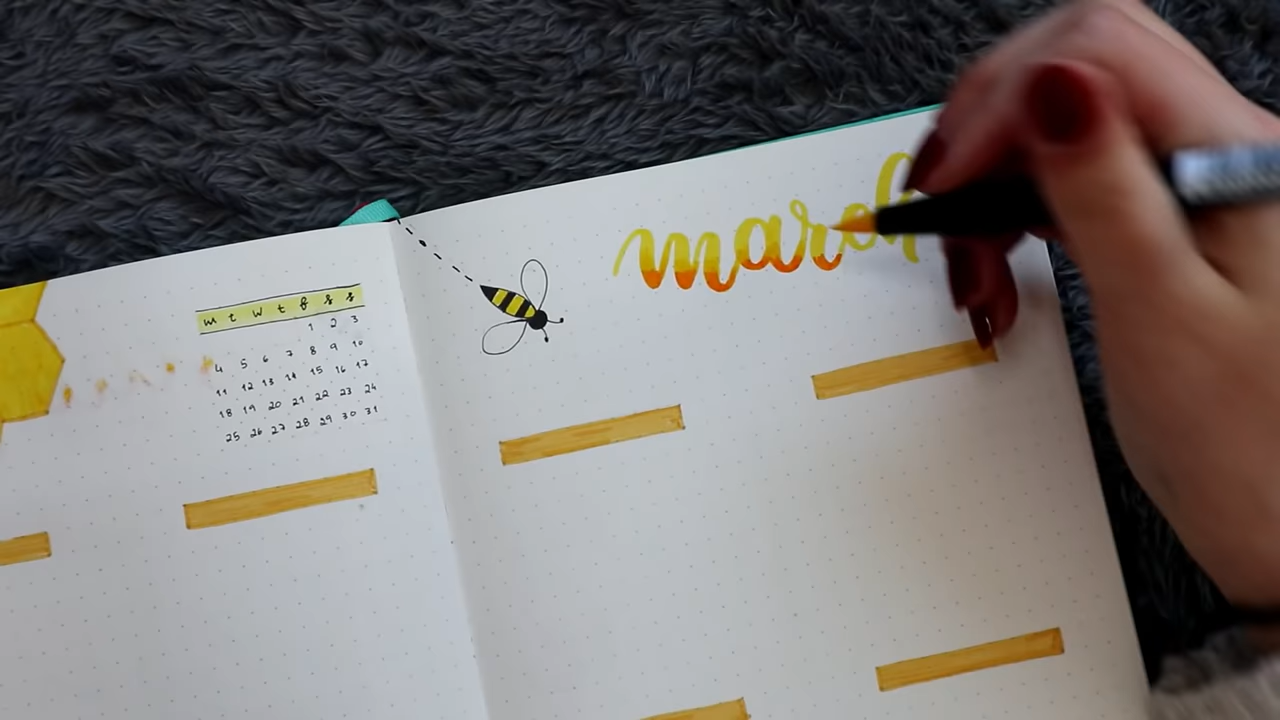 m t w t f s s
1 2 3
4 5 6 7 8 9 10
11 12 13 14 15 16 17
18 19 20 21 22 23 24
25 26 27 28 29 30 31
march